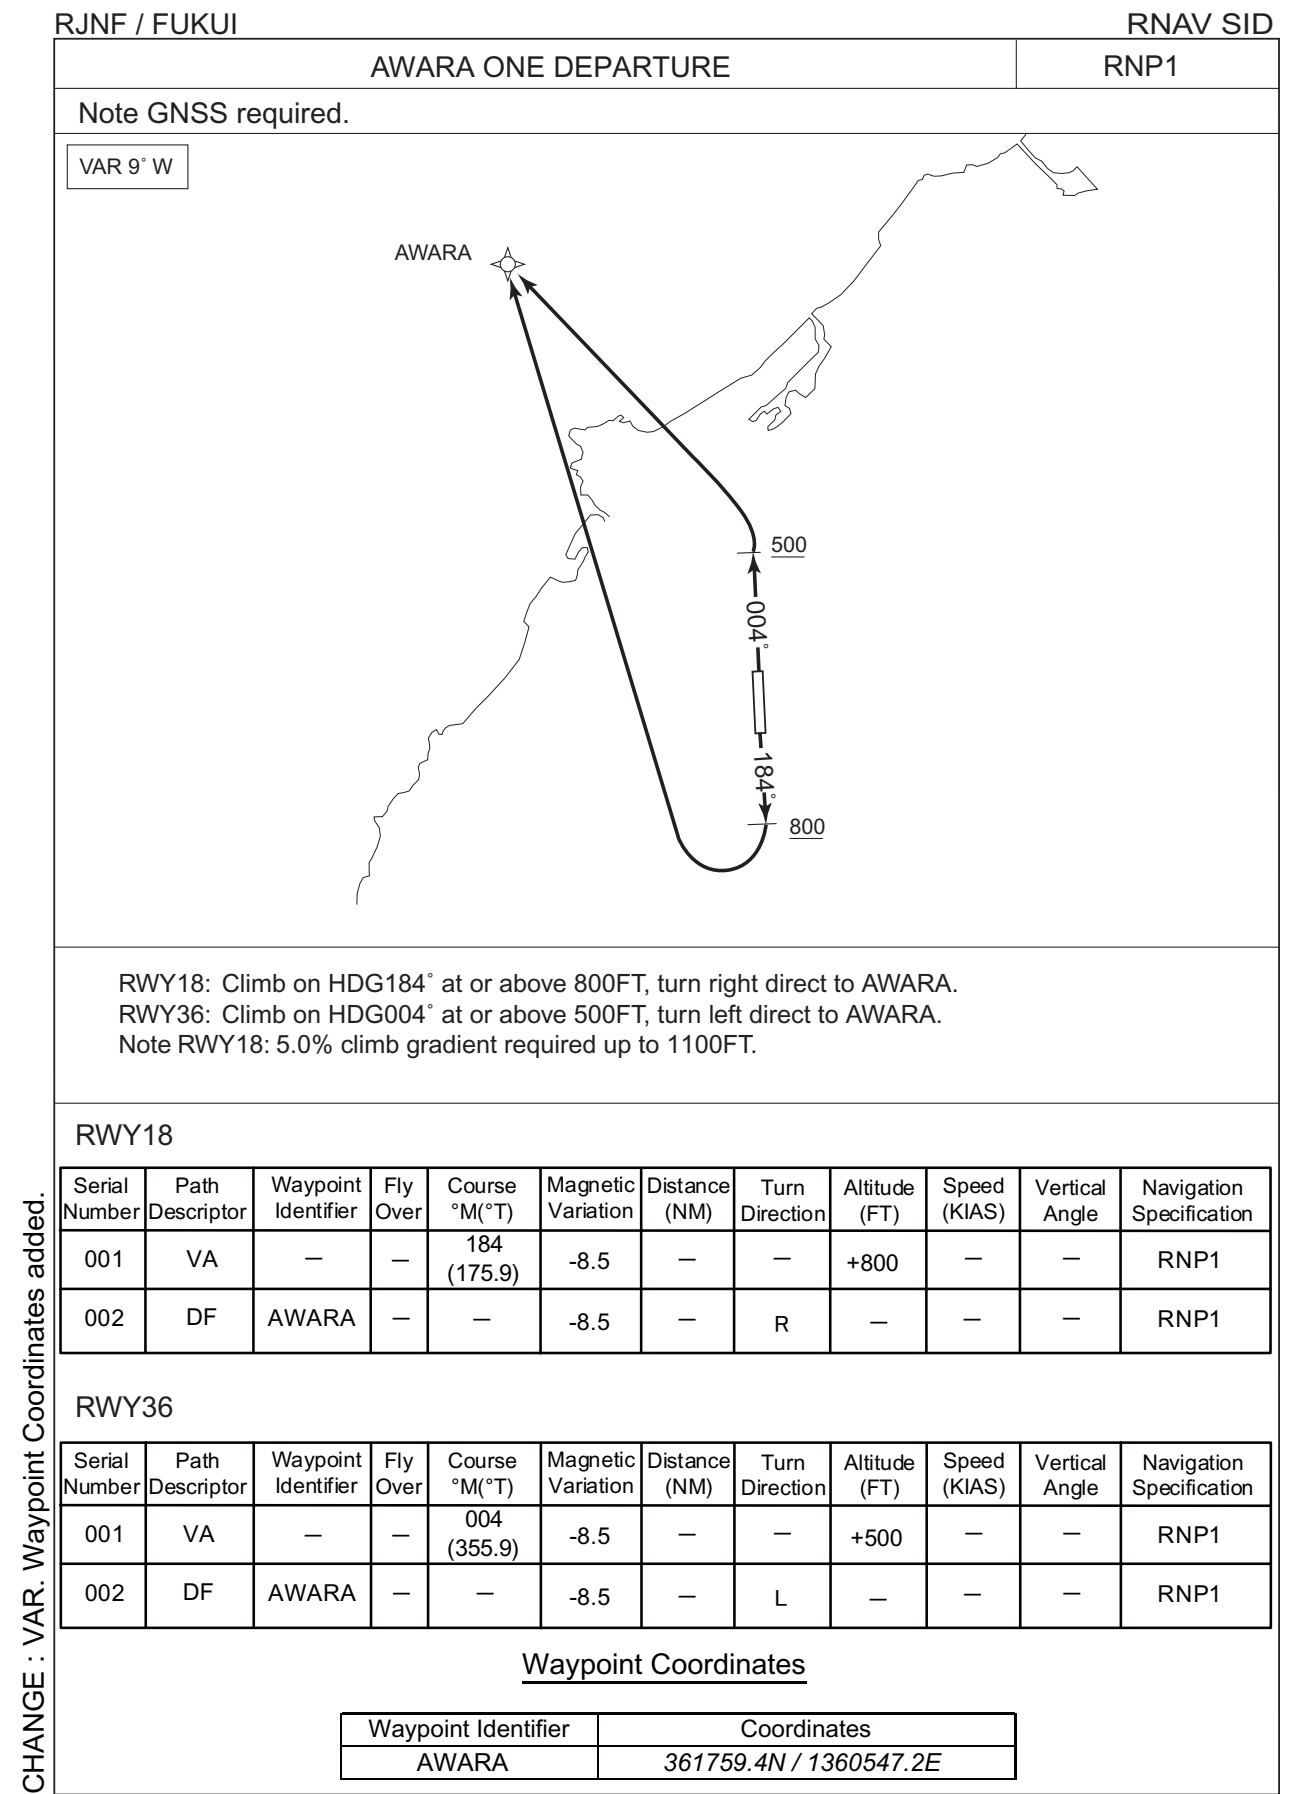 RJNF / FUKUI RNAV SID
AWARA ONE DEPARTURE RNP1
Note GNSS required.
VAR 9° W
AWARA
500
004°
184°
800
RWY18: Climb on HDG184° at or above 800FT, turn right direct to AWARA.
RWY36: Climb on HDG004° at or above 500FT, turn left direct to AWARA.
Note RWY18: 5.0% climb gradient required up to 1100FT.
RWY18
Serial Path Waypoint Fly Course Magnetic Distance Turn Altitude Speed Vertical Navigation
Number Descriptor Identifier Over °M(°T) Variation (NM) Direction (FT) (KIAS) Angle Specification
001 VA — — 184 (175.9) -8.5 — — +800 — — RNP1
002 DF AWARA — — -8.5 — R — — — RNP1
RWY36
Serial Path Waypoint Fly Course Magnetic Distance Turn Altitude Speed Vertical Navigation
Number Descriptor Identifier Over °M(°T) Variation (NM) Direction (FT) (KIAS) Angle Specification
001 VA — — 004 (355.9) -8.5 — — +500 — — RNP1
002 DF AWARA — — -8.5 — L — — — RNP1
Waypoint Coordinates
Waypoint Identifier Coordinates
AWARA 361759.4N / 1360547.2E
CHANGE : VAR. Waypoint Coordinates added.